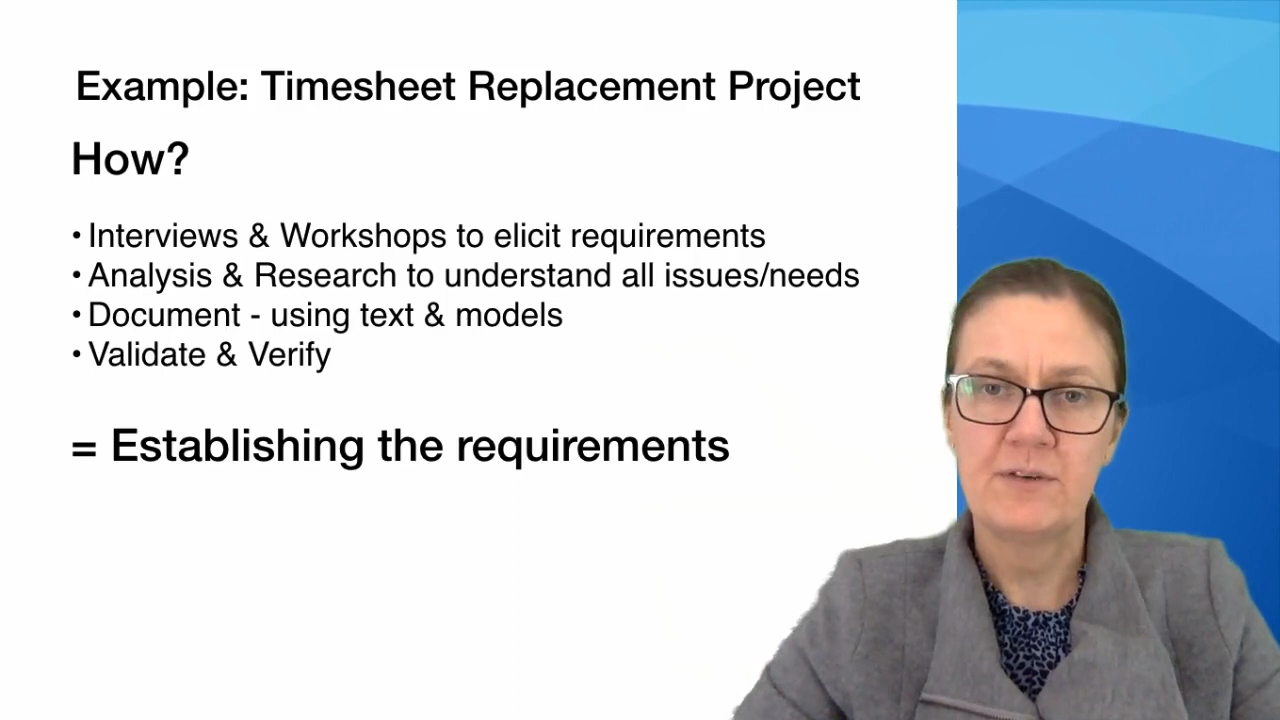 Example: Timesheet Replacement Project
How?
• Interviews & Workshops to elicit requirements
• Analysis & Research to understand all issues/needs
• Document - using text & models
• Validate & Verify
= Establishing the requirements